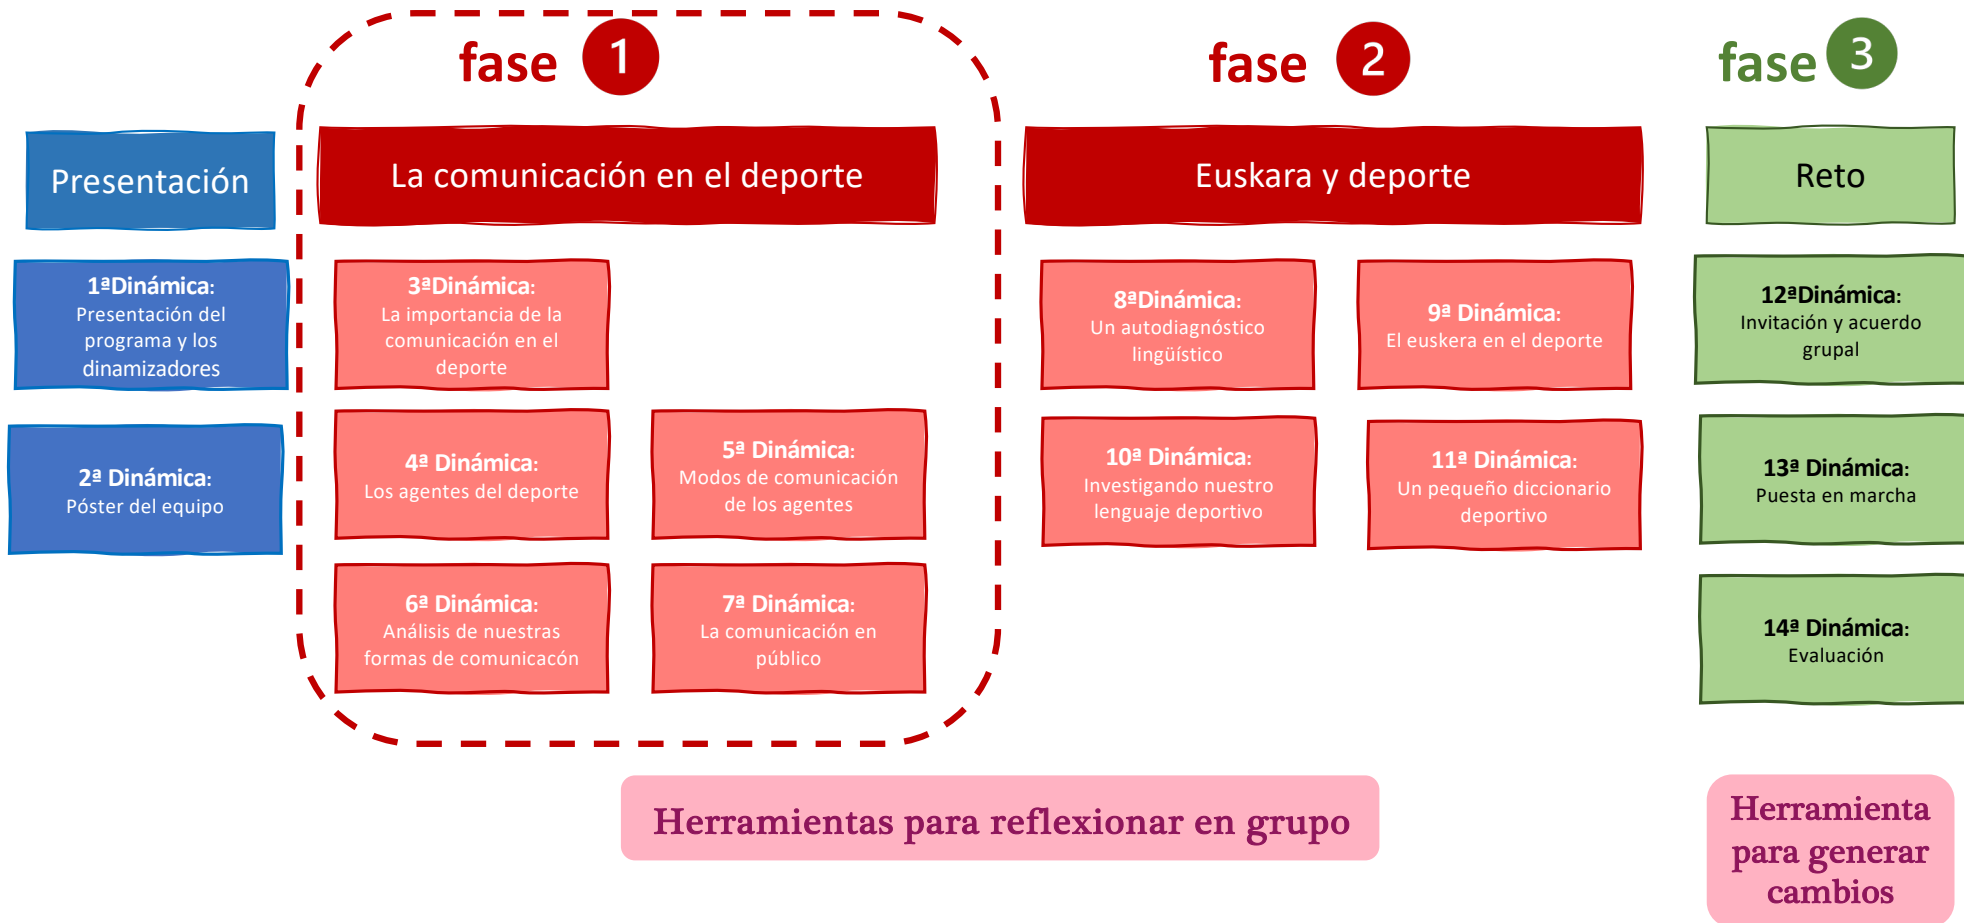 fase 1
fase 2
fase 3
Presentación
La comunicación en el deporte
Euskara y deporte
Reto
1ªDinámica:
Presentación del
programa y los
dinamizadores
2ª Dinámica:
Póster del equipo
3ªDinámica:
La importancia de la
comunicación en el
deporte
4ª Dinámica:
Los agentes del deporte
5ª Dinámica:
Modos de comunicación
de los agentes
6ª Dinámica:
Análisis de nuestras
formas de comunicacón
7ª Dinámica:
La comunicación en
público
8ªDinámica:
Un autodiagnóstico
lingüístico
9ª Dinámica:
El euskera en el deporte
10ª Dinámica:
Investigando nuestro
lenguaje deportivo
11ª Dinámica:
Un pequeño diccionario
deportivo
12ªDinámica:
Invitación y acuerdo
grupal
13ª Dinámica:
Puesta en marcha
14ª Dinámica:
Evaluación
Herramientas para reflexionar en grupo
Herramienta
para generar
cambios